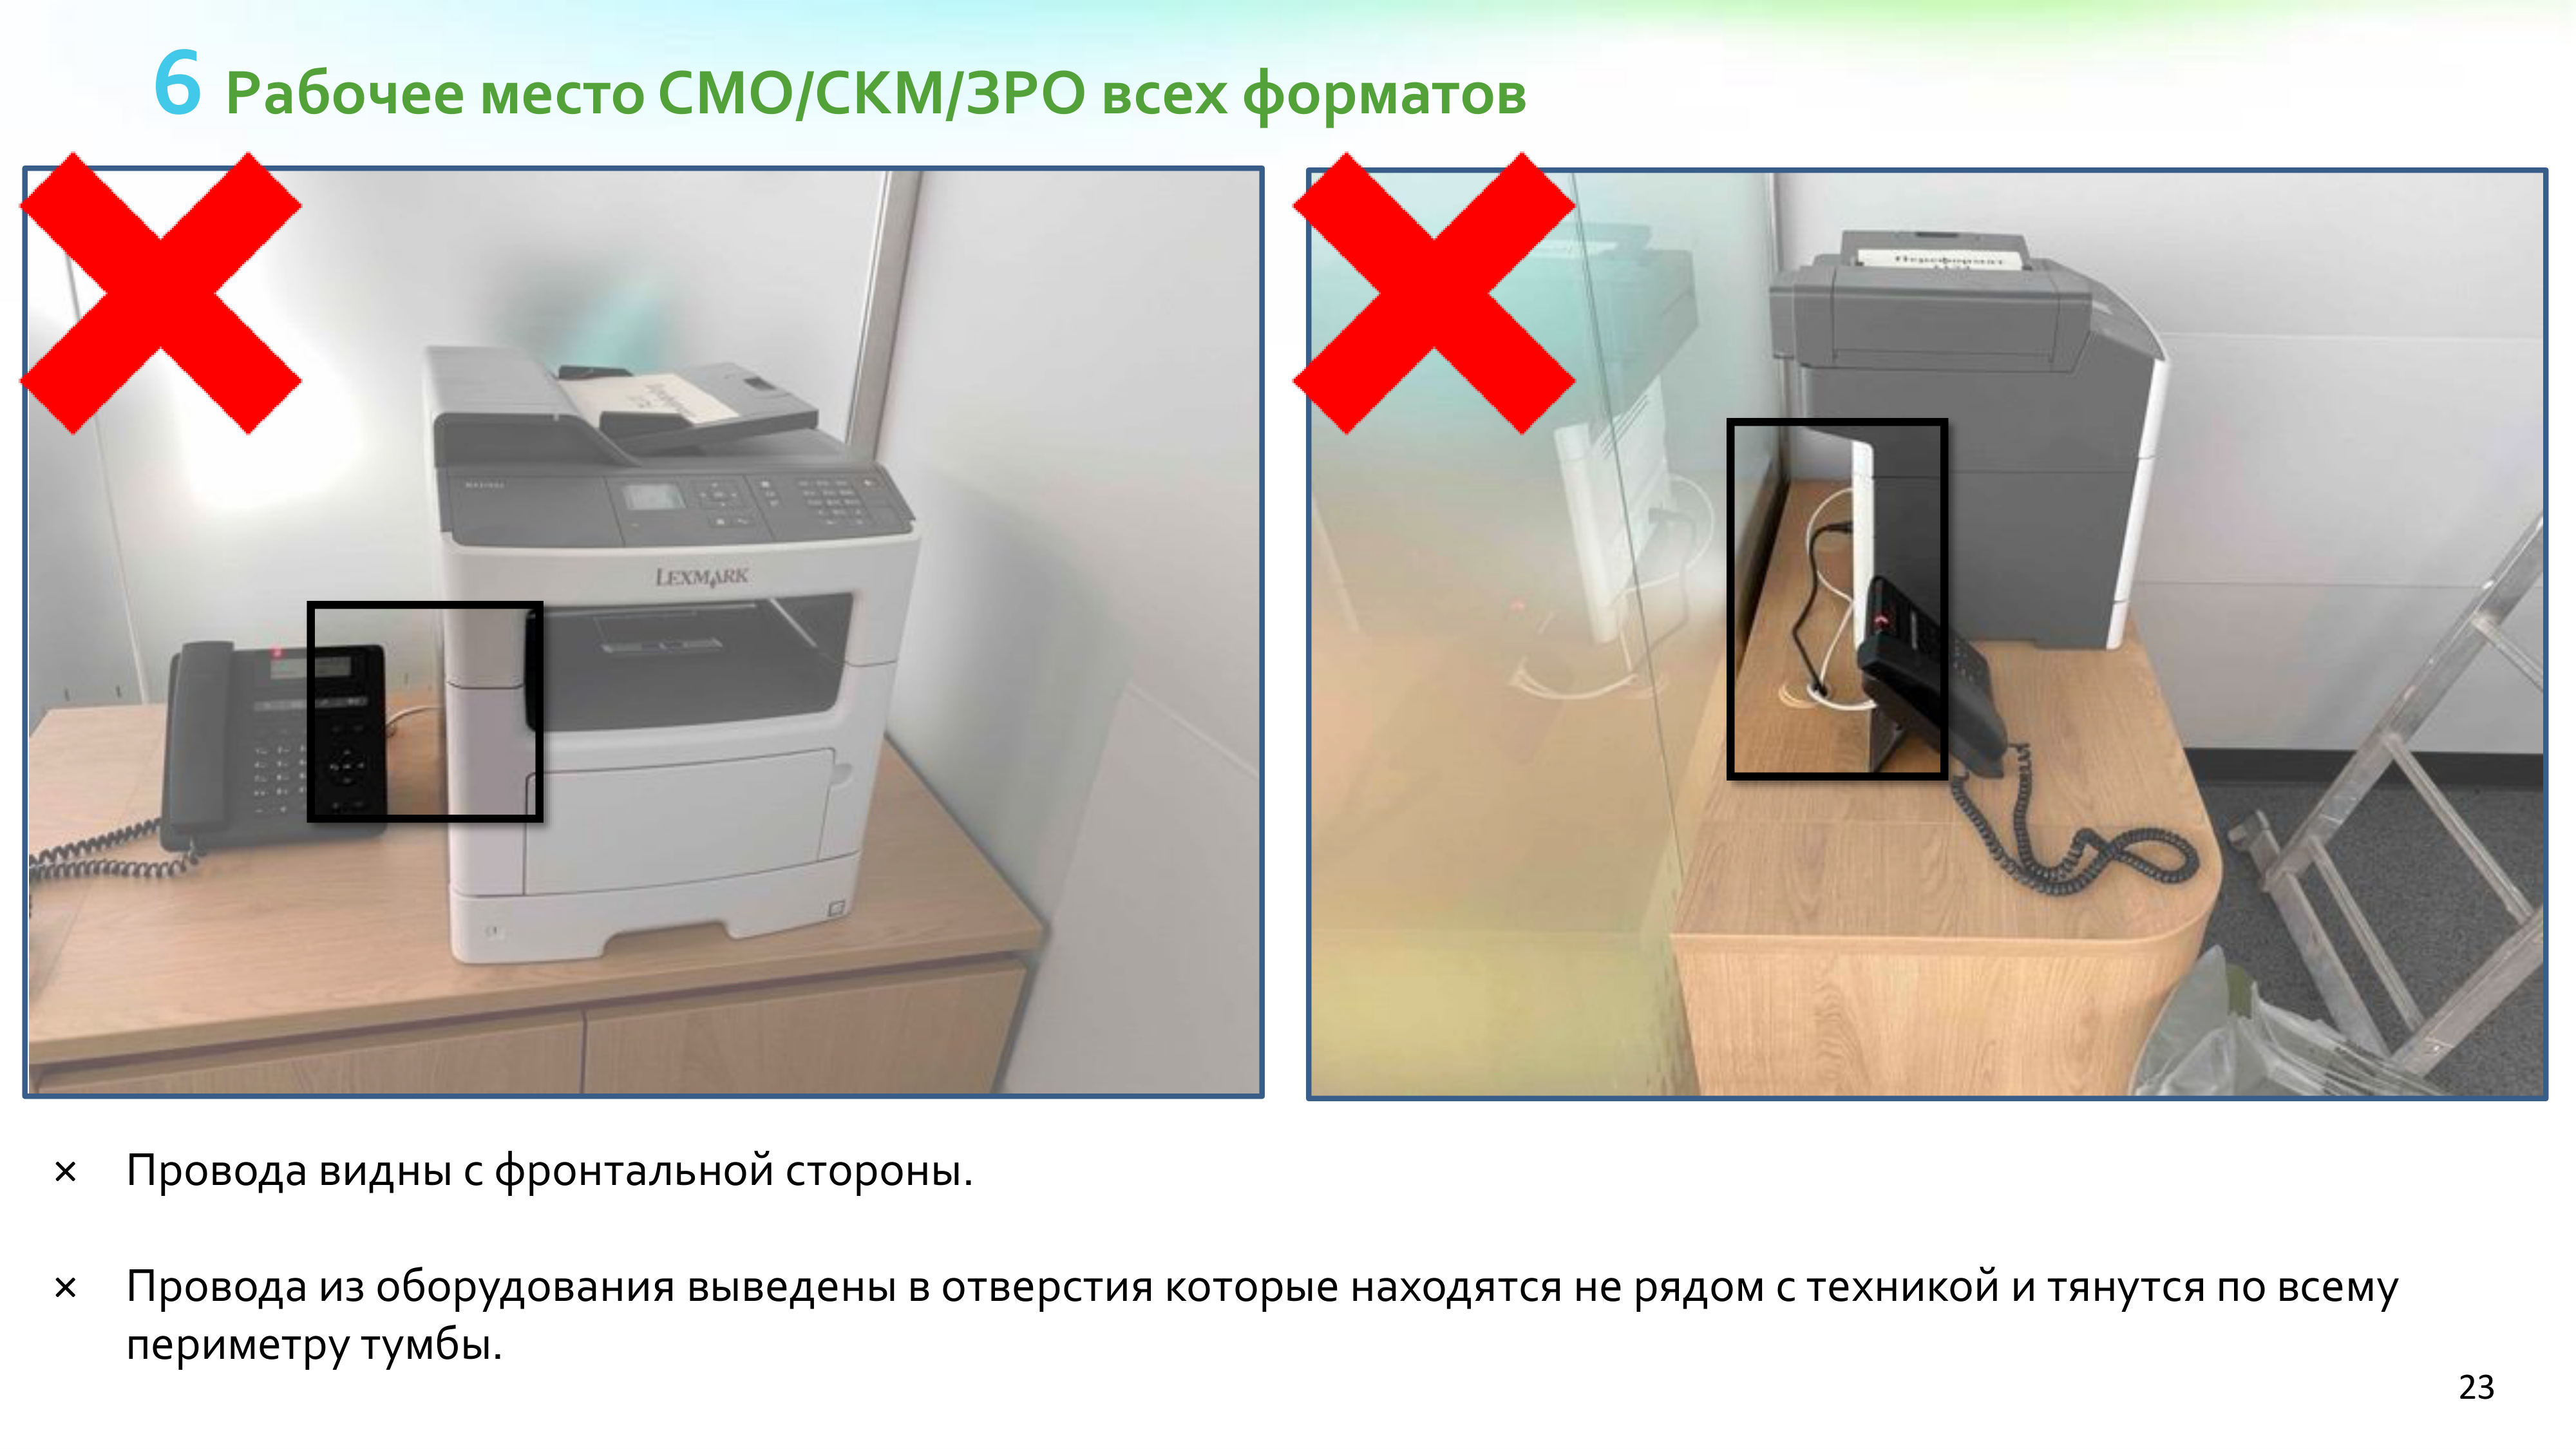 6 Рабочее место СМО/СКМ/ЗРО всех форматов
LEXMARK
Переформат
× Провода видны с фронтальной стороны.
× Провода из оборудования выведены в отверстия которые находятся не рядом с техникой и тянутся по всему
периметру тумбы.
23